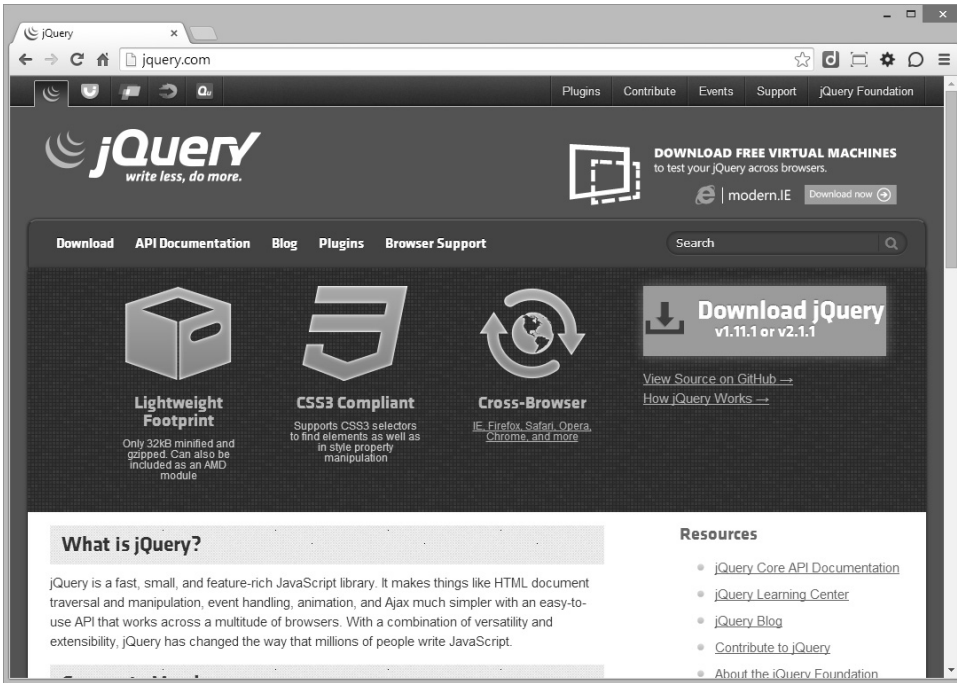 jQuery
jquery.com
Plugins Contribute Events Support jQuery Foundation
jQuery
write less, do more.
DOWNLOAD FREE VIRTUAL MACHINES
to test your jQuery across browsers.
modern.IE Download now
Download API Documentation Blog Plugins Browser Support Search
Lightweight
Footprint
Only 32kB minified and
gzipped. Can also be
included as an AMD
module
CSS3 Compliant
Supports CSS3 selectors
to find elements as well as
in style property
manipulation
Cross-Browser
IE, Firefox, Safari, Opera,
Chrome, and more
Download jQuery
v1.11.1 or v2.1.1
View Source on GitHub →
How jQuery Works →
What is jQuery?
jQuery is a fast, small, and feature-rich JavaScript library. It makes things like HTML document
traversal and manipulation, event handling, animation, and Ajax much simpler with an easy-to-
use API that works across a multitude of browsers. With a combination of versatility and
extensibility, jQuery has changed the way that millions of people write JavaScript.
Resources
jQuery Core API Documentation
jQuery Learning Center
jQuery Blog
Contribute to jQuery
About the jQuery Foundation